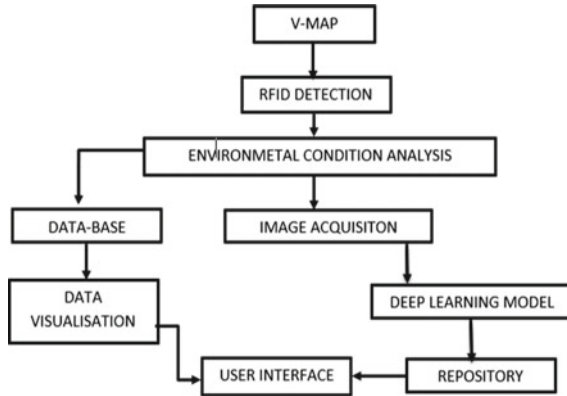 V-MAP
RFID DETECTION
ENVIRONMETAL CONDITION ANALYSIS
DATA-BASE
IMAGE ACQUISITON
DATA
VISUALISATION
DEEP LEARNING MODEL
USER INTERFACE
REPOSITORY